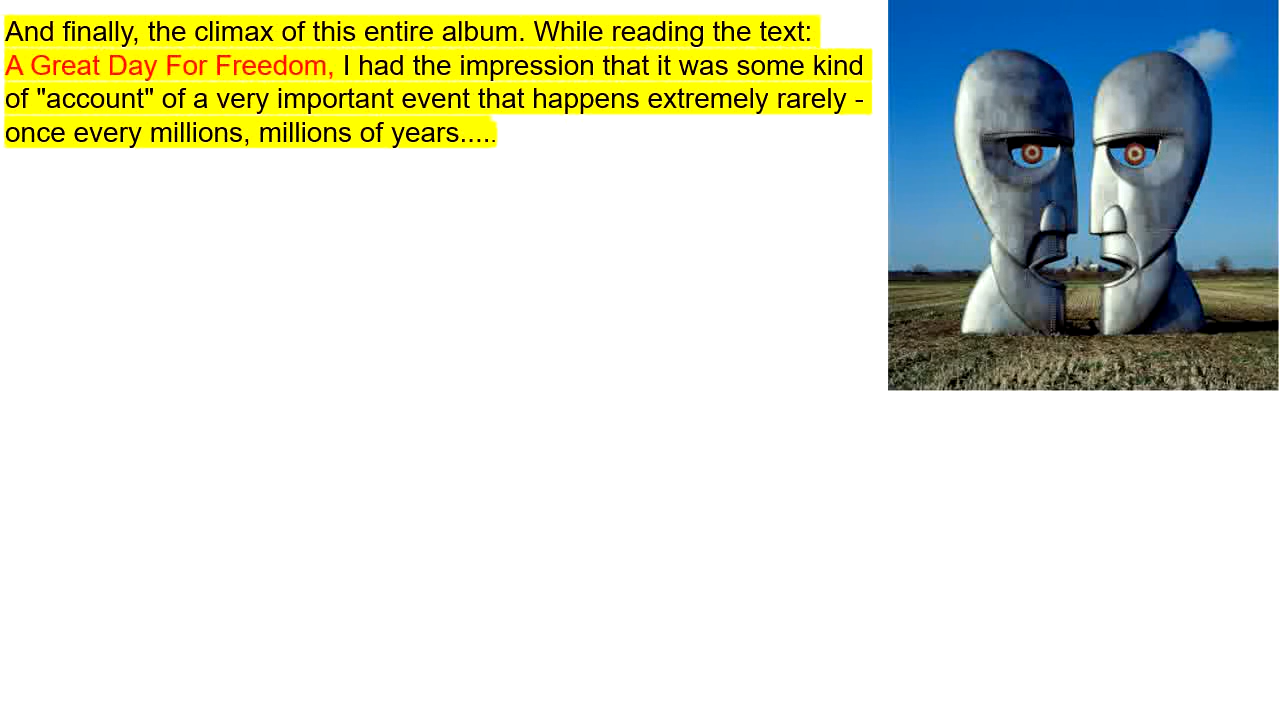 And finally, the climax of this entire album. While reading the text:
A Great Day For Freedom, I had the impression that it was some kind
of "account" of a very important event that happens extremely rarely -
once every millions, millions of years.....